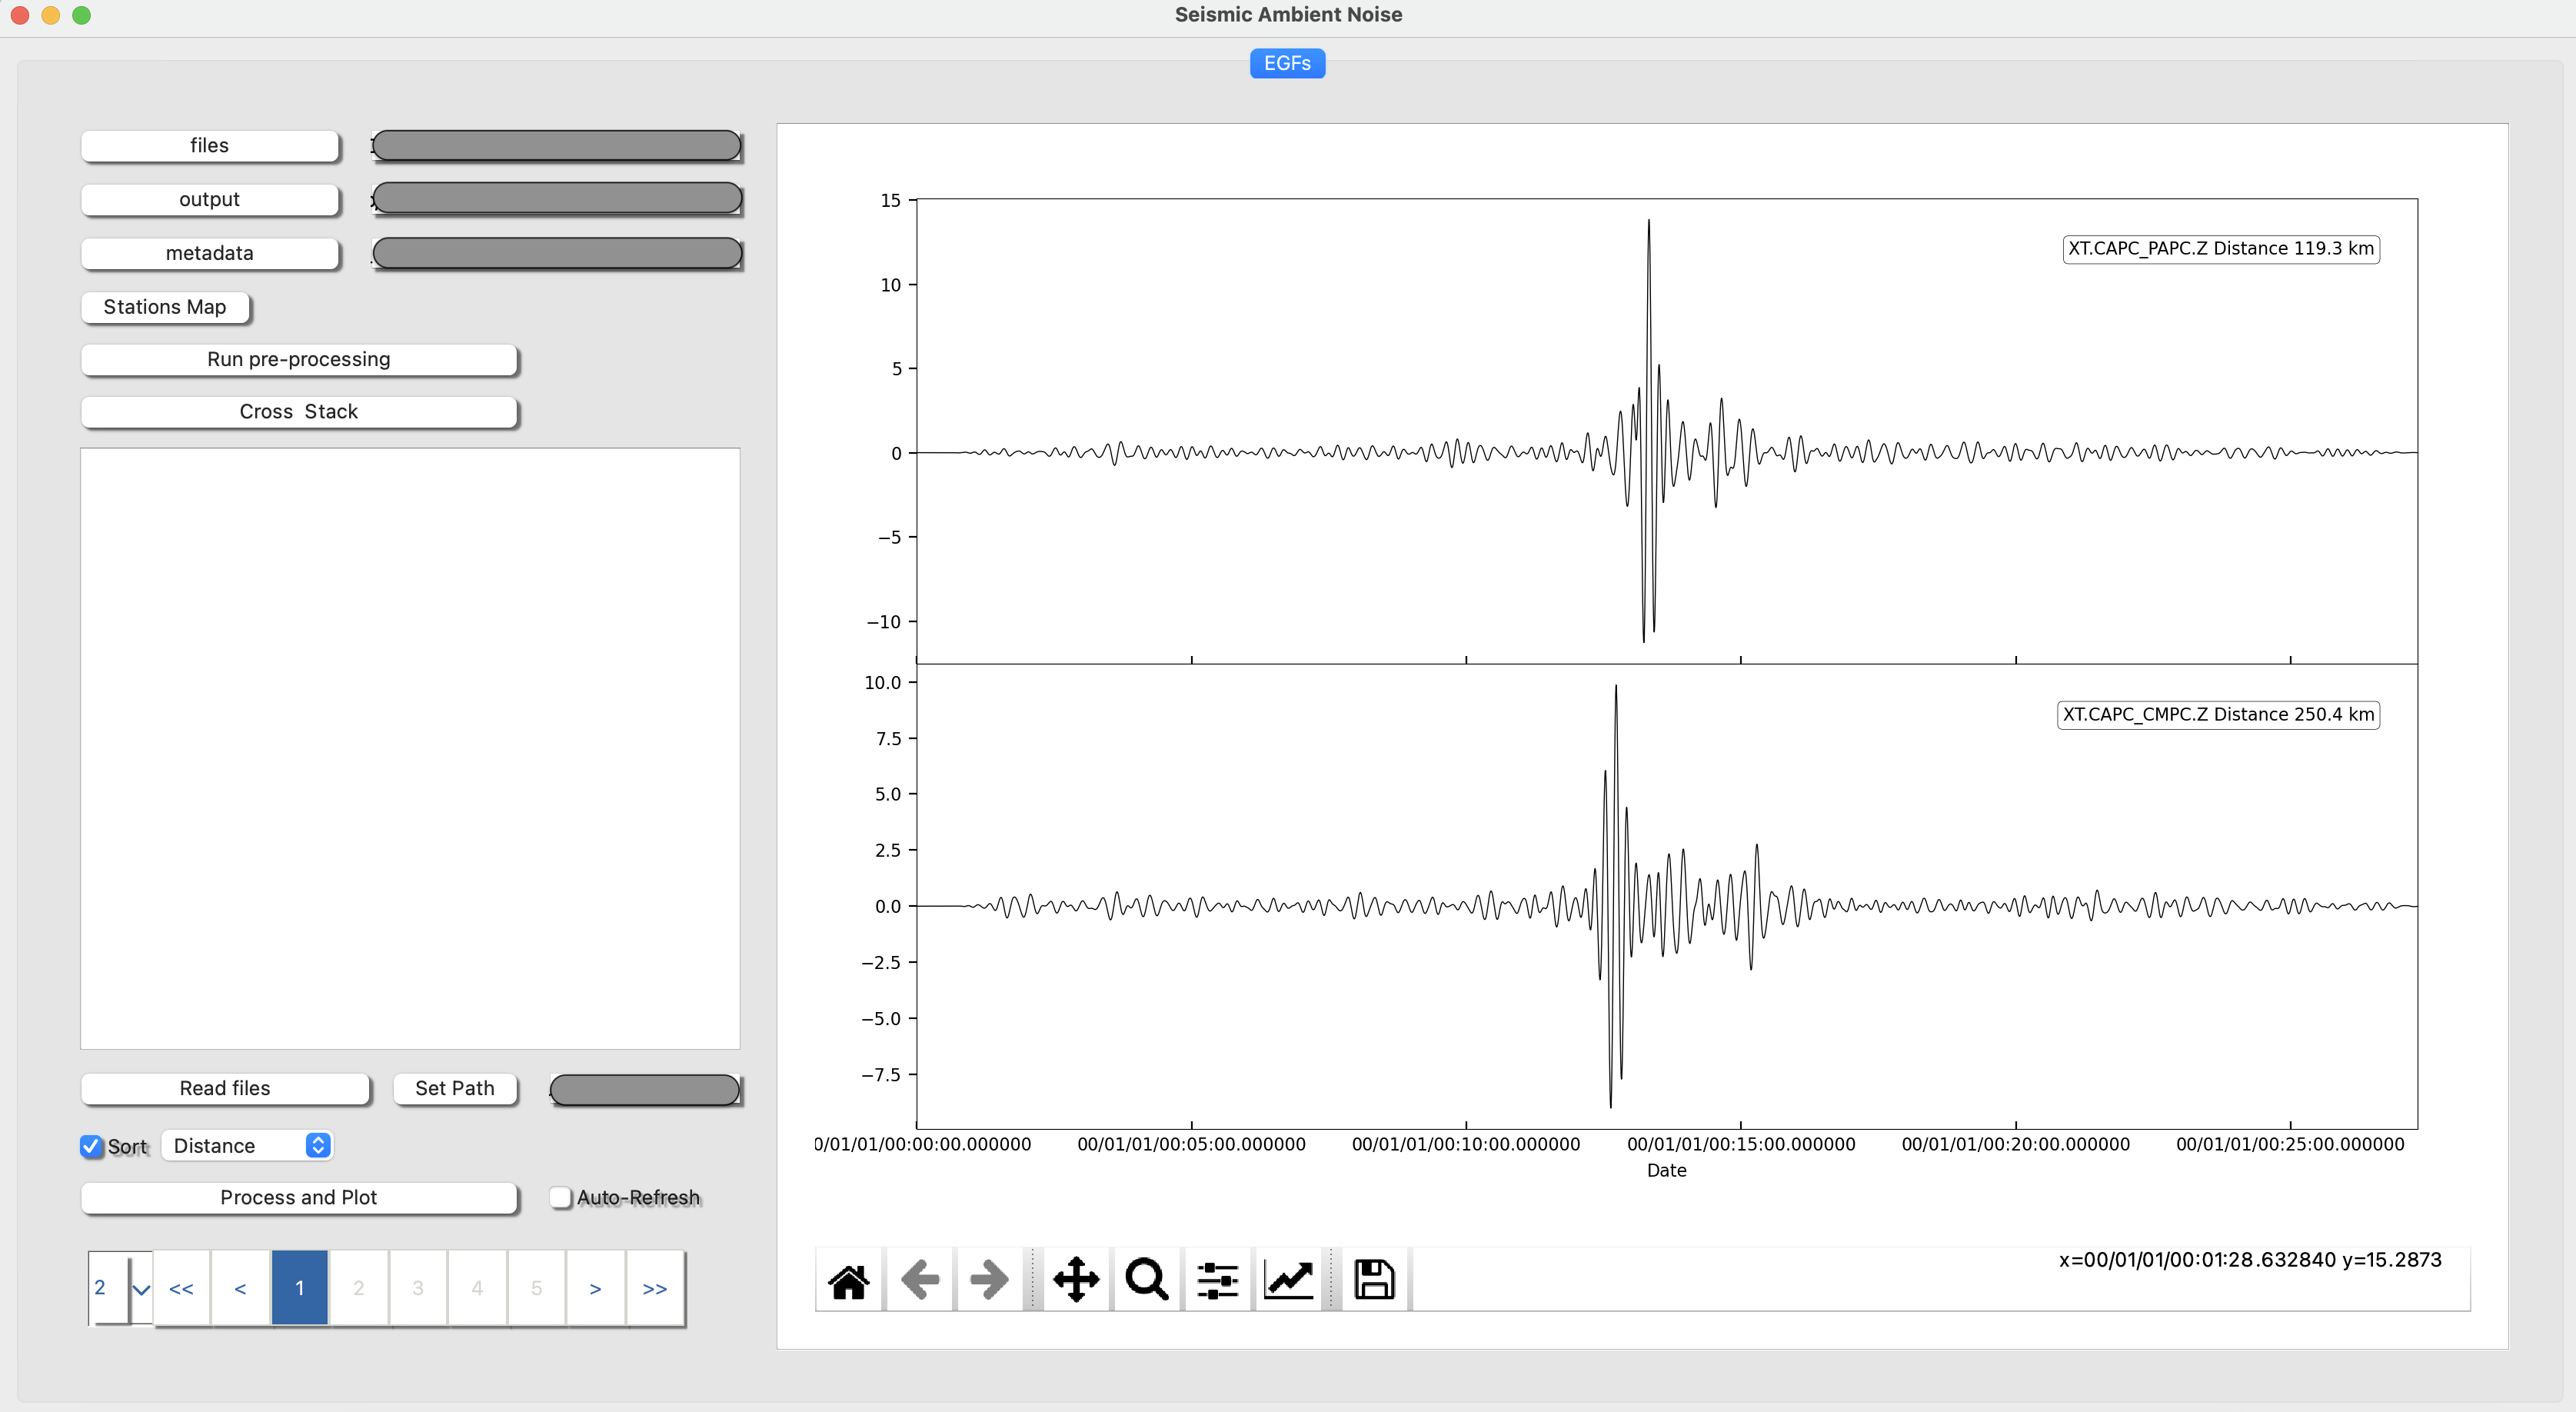 Seismic Ambient Noise
EGFs
files
output
metadata
Stations Map
Run pre-processing
Cross Stack
Read files
Set Path
Sort
Distance
Process and Plot
Auto-Refresh
2
<<
<
1
2
3
4
5
>
>>
15
10
5
0
−5
−10
XT.CAPC_PAPC.Z Distance 119.3 km
10.0
7.5
5.0
2.5
0.0
−2.5
−5.0
−7.5
XT.CAPC_CMPC.Z Distance 250.4 km
0/01/01/00:00:00.000000 00/01/01/00:05:00.000000 00/01/01/00:10:00.000000 00/01/01/00:15:00.000000 00/01/01/00:20:00.000000 00/01/01/00:25:00.000000
Date
x=00/01/01/00:01:28.632840 y=15.2873